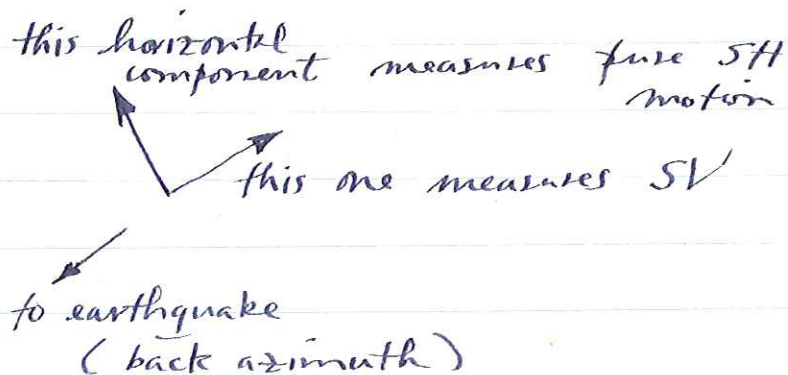 this horizontal
component measures pure SH
motion
this one measures SV
to earthquake
( back azimuth )